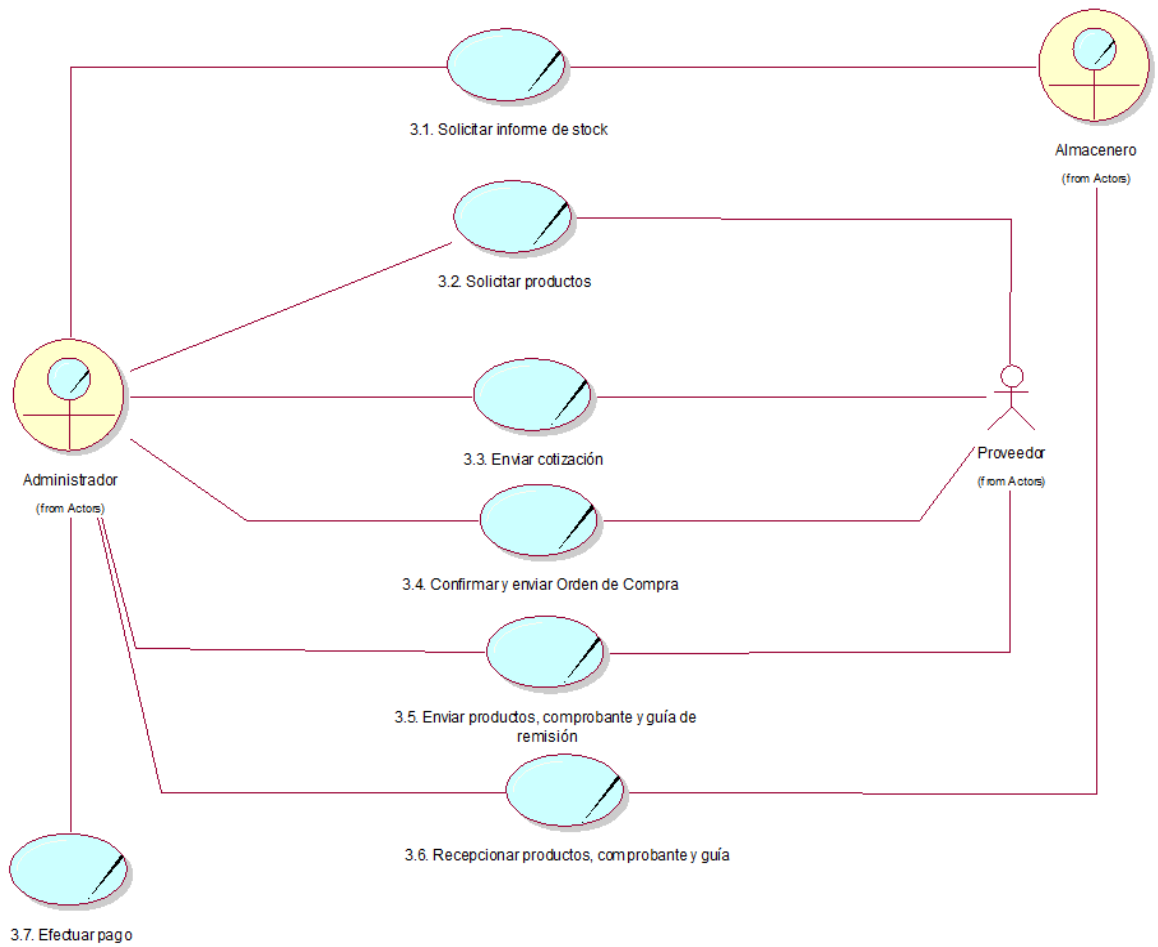 3.1. Solicitar informe de stock
Almacenero
(from Actors)
3.2. Solicitar productos
Administrador
(from Actors)
3.3. Enviar cotización
Proveedor
(from Actors)
3.4. Confirmar y enviar Orden de Compra
3.5. Enviar productos, comprobante y guía de
remisión
3.6. Recepcionar productos, comprobante y guía
3.7. Efectuar pago